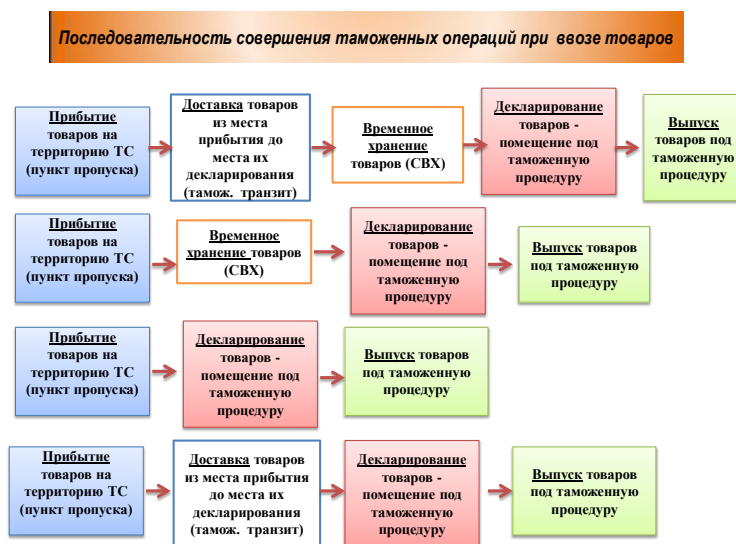 Последовательность совершения таможенных операций при ввозе товаров
Прибытие
товаров на
территорию ТС
(пункт пропуска)
Доставка товаров
из места
прибытия до
места их
декларирования
(тамож. транзит)
Временное
хранение
товаров (СВХ)
Декларирование
товаров -
помещение под
таможенную
процедуру
Выпуск
товаров под
таможенную
процедуру
Прибытие
товаров на
территорию ТС
(пункт пропуска)
Временное
хранение товаров
(СВХ)
Декларирование
товаров -
помещение под
таможенную
процедуру
Выпуск товаров
под таможенную
процедуру
Прибытие
товаров на
территорию ТС
(пункт пропуска)
Декларирование
товаров -
помещение под
таможенную
процедуру
Выпуск товаров
под таможенную
процедуру
Прибытие
товаров на
территорию ТС
(пункт пропуска)
Доставка товаров
из места прибытия
до места их
декларирования
(тамож. транзит)
Декларирование
товаров -
помещение под
таможенную
процедуру
Выпуск товаров
под таможенную
процедуру